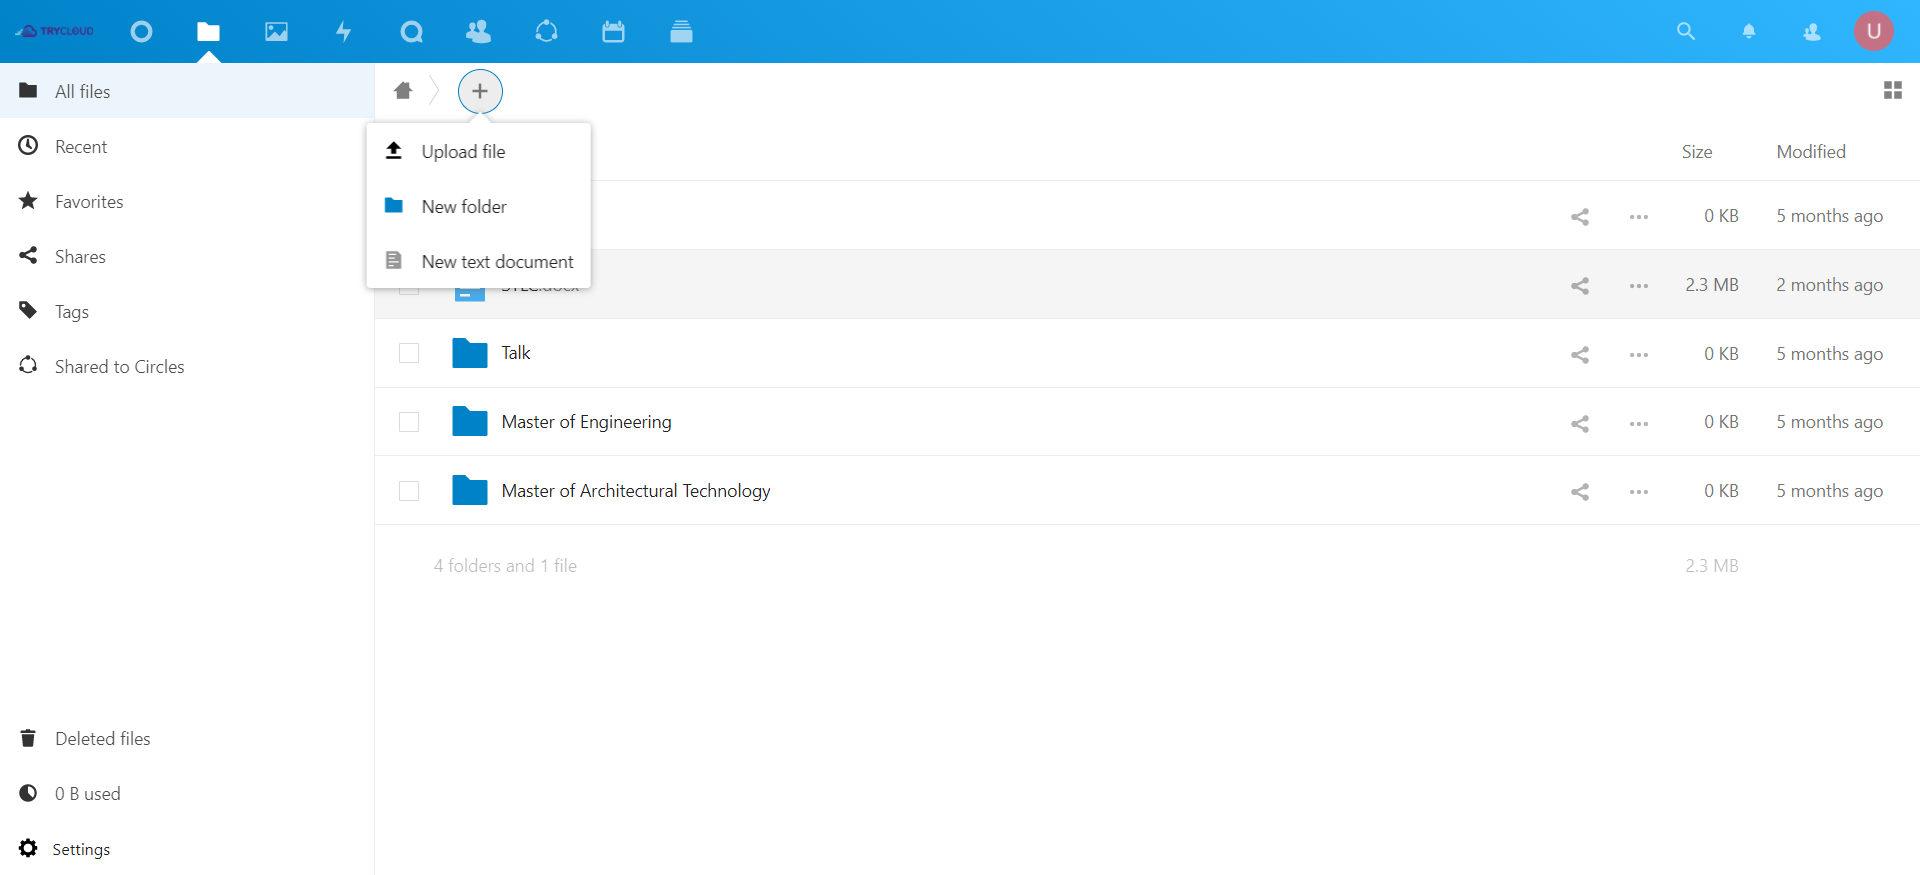 TRYCLOUD
U
All files
Recent
Favorites
Shares
Tags
Shared to Circles
Deleted files
0 B used
Settings
Upload file
New folder
New text document
Size Modified
0 KB 5 months ago
STLC.docx 2.3 MB 2 months ago
Talk 0 KB 5 months ago
Master of Engineering 0 KB 5 months ago
Master of Architectural Technology 0 KB 5 months ago
4 folders and 1 file 2.3 MB